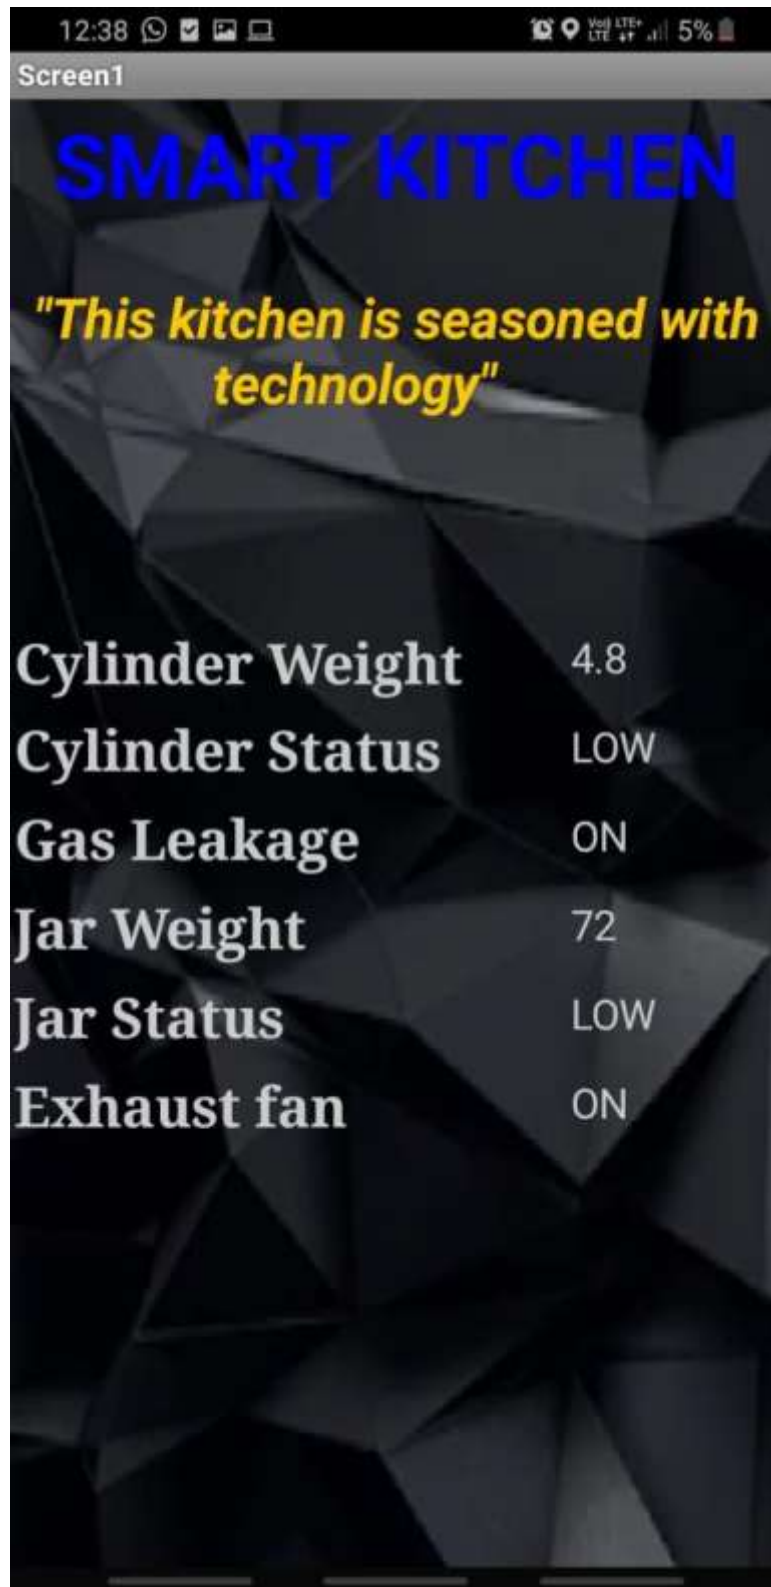 12:38 5%
Screen1
SMART KITCHEN
"This kitchen is seasoned with
technology"
Cylinder Weight 4.8
Cylinder Status LOW
Gas Leakage ON
Jar Weight 72
Jar Status LOW
Exhaust fan ON